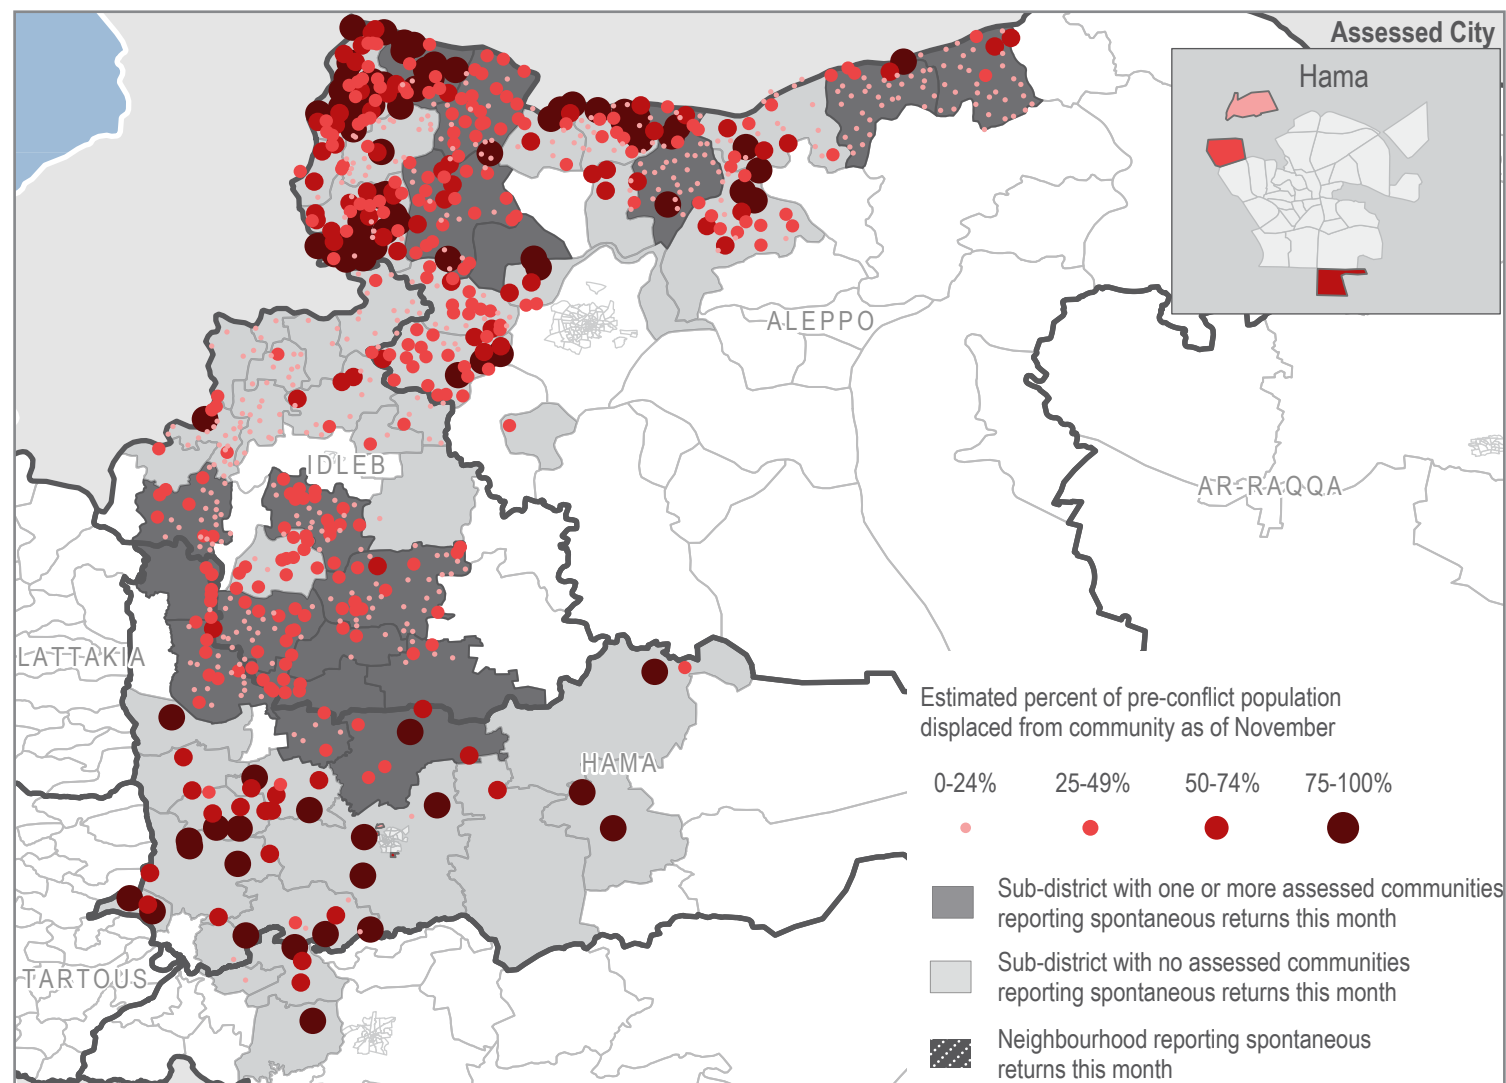 Assessed City
Hama
ALEPPO
IDLEB
AR-RAQQA
LATTAKIA
HAMA
TARTOUS
Estimated percent of pre-conflict population
displaced from community as of November
0-24% 25-49% 50-74% 75-100%
Sub-district with one or more assessed communities
reporting spontaneous returns this month
Sub-district with no assessed communities
reporting spontaneous returns this month
Neighbourhood reporting spontaneous
returns this month